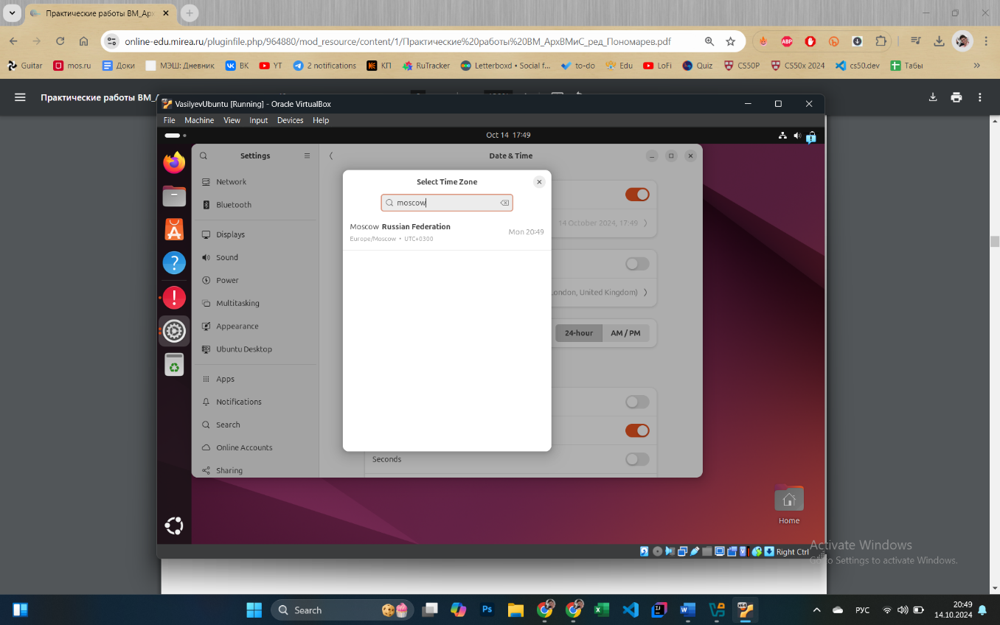 Практические работы ВМ_Арх
online-edu.mirea.ru/pluginfile.php/964880/mod_resource/content/1/Практические%20работы%20ВМ_АрхВМиС_ред_Пономарев.pdf
ABP
Guitar
mos.ru
Доки
МЭШ: Дневник
ВК
YT
2 notifications
КП
RuTracker
Letterboxd • Social f...
to-do
Edu
LoFi
Quiz
CS50P
CS50x 2024
cs50.dev
Табы
Практические работы ВМ_А
VasilyevUbuntu [Running] - Oracle VirtualBox
File Machine View Input Devices Help
Oct 14 17:49
Settings
Date & Time
Network
Bluetooth
Displays
Sound
Power
Multitasking
Appearance
Ubuntu Desktop
Apps
Notifications
Search
Online Accounts
Sharing
Select Time Zone
moscow
Moscow Russian Federation
Europe/Moscow • UTC+0300
Mon 20:49
14 October 2024, 17:49
London, United Kingdom)
24-hour
AM / PM
Seconds
Home
Right Ctrl
Activate Windows
Go to Settings to activate Windows.
Search
Ps
РУС
20:49
14.10.2024